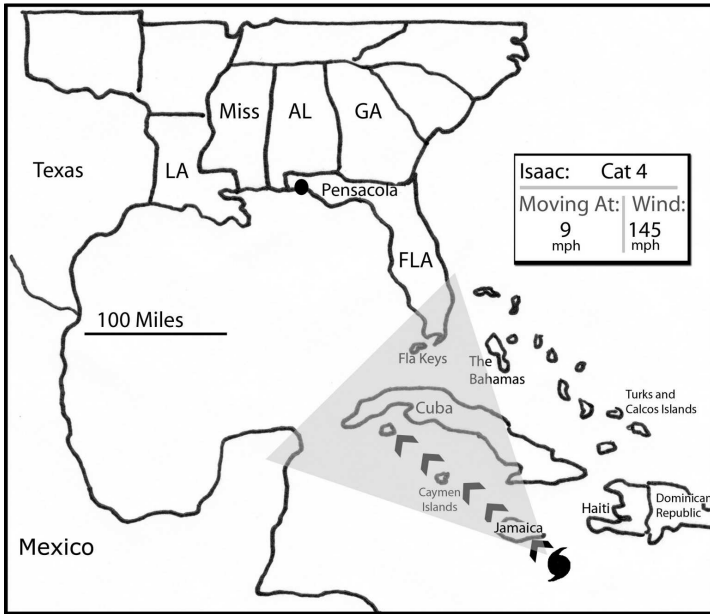 Miss
AL
GA
Texas
LA
Pensacola
Isaac: Cat 4
Moving At: Wind:
9 145
mph mph
FLA
100 Miles
Fla Keys
The
Bahamas
Cuba
Turks and
Calcos Islands
Caymen
Islands
Jamaica
Haiti
Dominican
Republic
Mexico